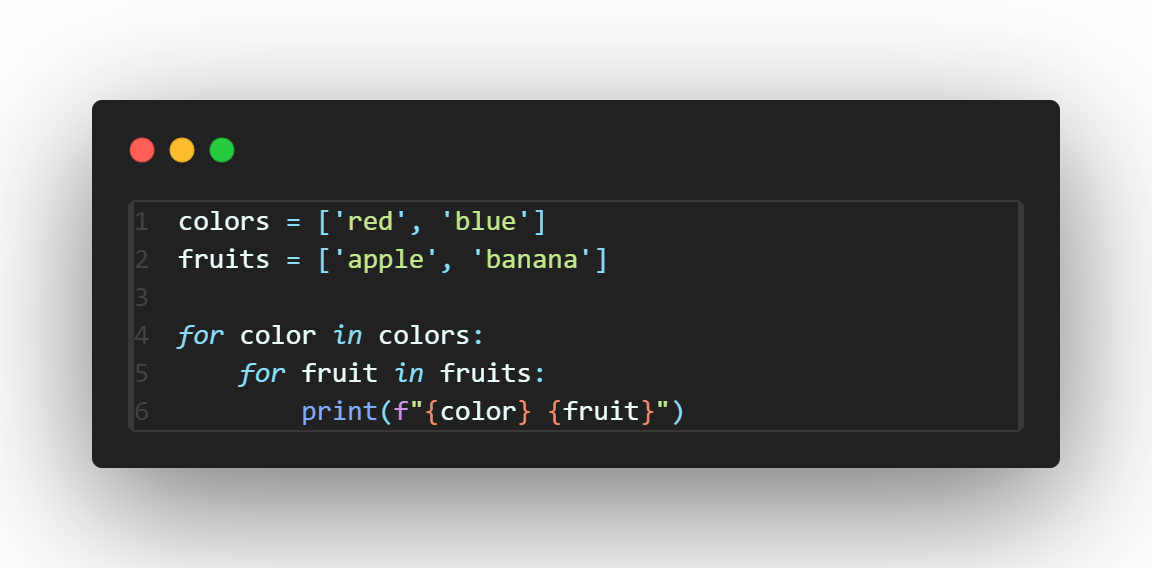 1 colors = ['red', 'blue']
2 fruits = ['apple', 'banana']
3
4 for color in colors:
5     for fruit in fruits:
6         print(f"{color} {fruit}")